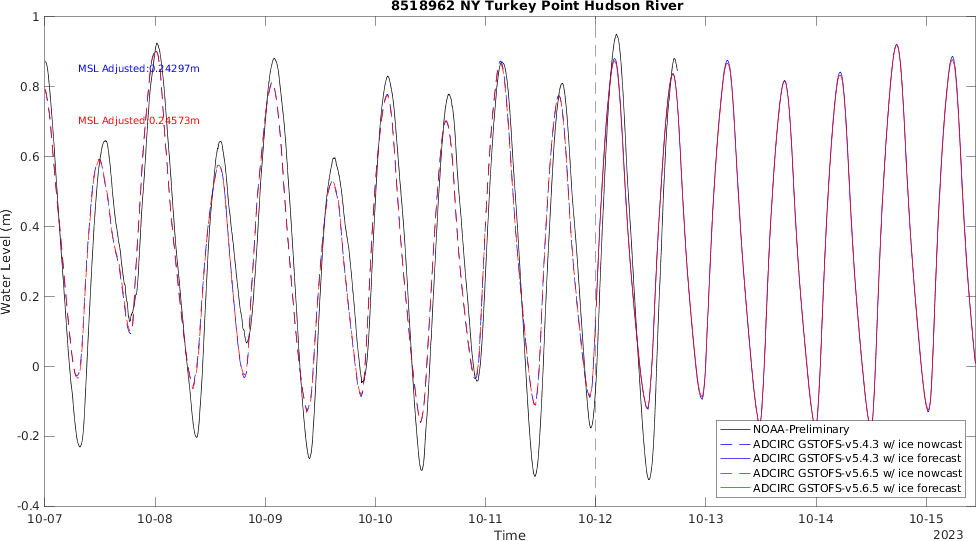 8518962 NY Turkey Point Hudson River
1
0.8
0.6
0.4
0.2
0
-0.2
-0.4
Water Level (m)
MSL Adjusted:0.24297m
MSL Adjusted:0.24573m
NOAA-Preliminary
ADCIRC GSTOFS-v5.4.3 w/ ice nowcast
ADCIRC GSTOFS-v5.4.3 w/ ice forecast
ADCIRC GSTOFS-v5.6.5 w/ ice nowcast
ADCIRC GSTOFS-v5.6.5 w/ ice forecast
10-07 10-08 10-09 10-10 10-11 10-12 10-13 10-14 10-15
Time
2023